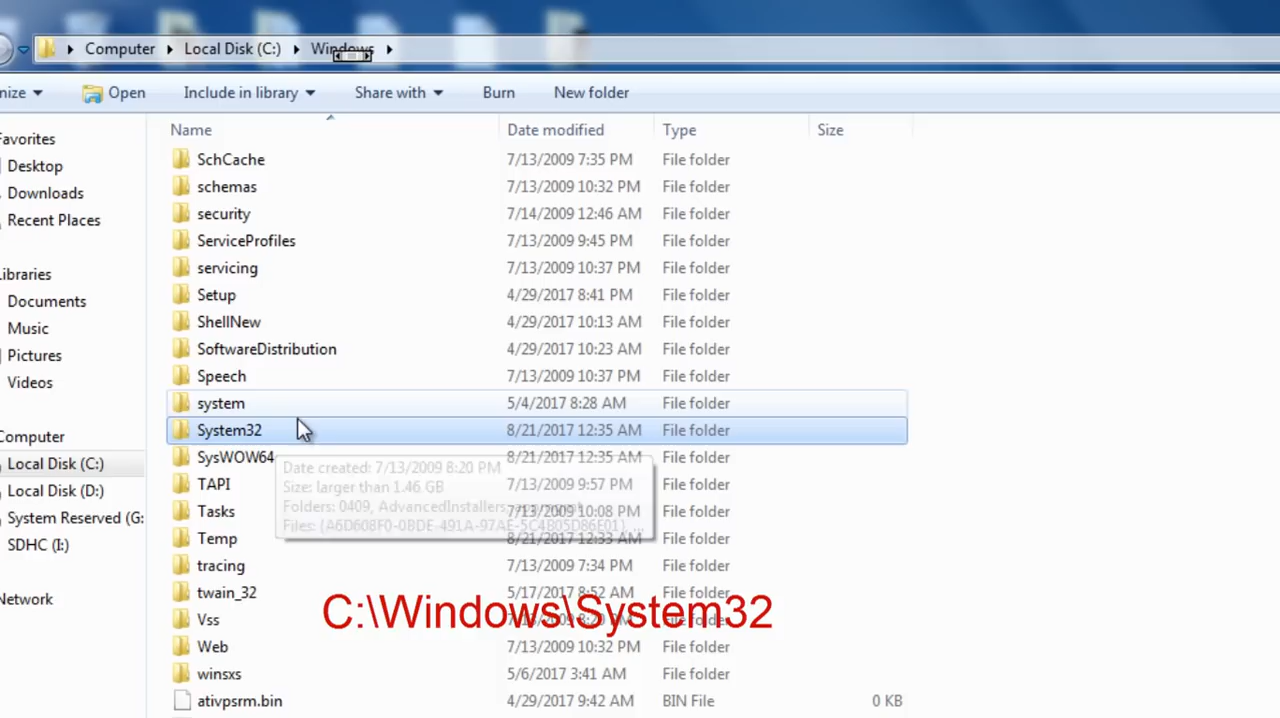 Computer Local Disk (C:) Windows
nize Open Include in library Share with Burn New folder
Favorites
Desktop
Downloads
Recent Places
Libraries
Documents
Music
Pictures
Videos
Computer
Local Disk (C:)
Local Disk (D:)
System Reserved (G:
SDHC (I:)
Network
Name Date modified Type Size
SchCache 7/13/2009 7:35 PM File folder
schemas 7/13/2009 10:32 PM File folder
security 7/14/2009 12:46 AM File folder
ServiceProfiles 7/13/2009 9:45 PM File folder
servicing 7/13/2009 10:37 PM File folder
Setup 4/29/2017 8:41 PM File folder
ShellNew 4/29/2017 10:13 AM File folder
SoftwareDistribution 4/29/2017 10:23 AM File folder
Speech 7/13/2009 10:37 PM File folder
system 5/4/2017 8:28 AM File folder
System32 8/21/2017 12:35 AM File folder
SysWOW64 8/21/2017 12:35 AM File folder
TAPI 7/13/2009 9:57 PM File folder
Tasks 7/13/2009 10:08 PM File folder
Temp 8/21/2017 12:33 AM File folder
tracing 7/13/2009 7:34 PM File folder
twain_32 5/17/2017 8:52 AM File folder
Vss 8:20 PM File folder
Web 7/13/2009 10:32 PM File folder
winsxs 5/6/2017 3:41 AM File folder
ativpsrm.bin 4/29/2017 9:42 AM BIN File 0 KB
Date created: 7/13/2009 8:20 PM
Size: larger than 1.46 GB
Folders: 0409, AdvancedInstallers,
Files: {A6D608F0-0BDE-491A-97AE-5C4B05D86E01} ...
C:\Windows\System32